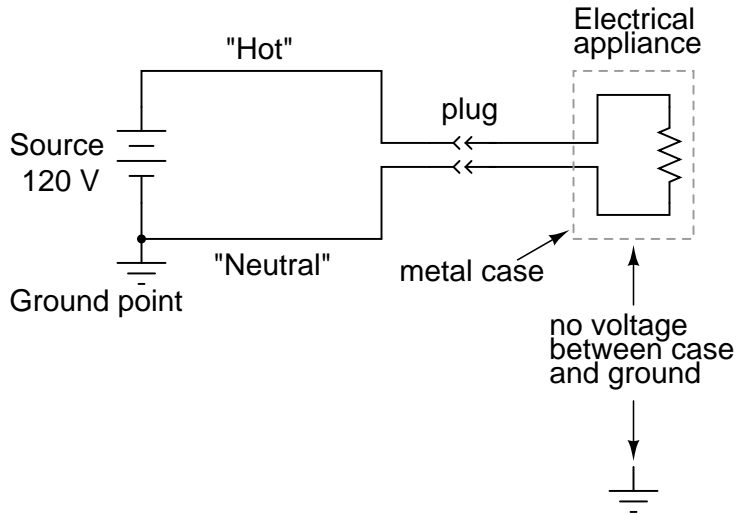 Electrical
appliance
"Hot"
plug
Source
120 V
"Neutral"
metal case
Ground point
no voltage
between case
and ground